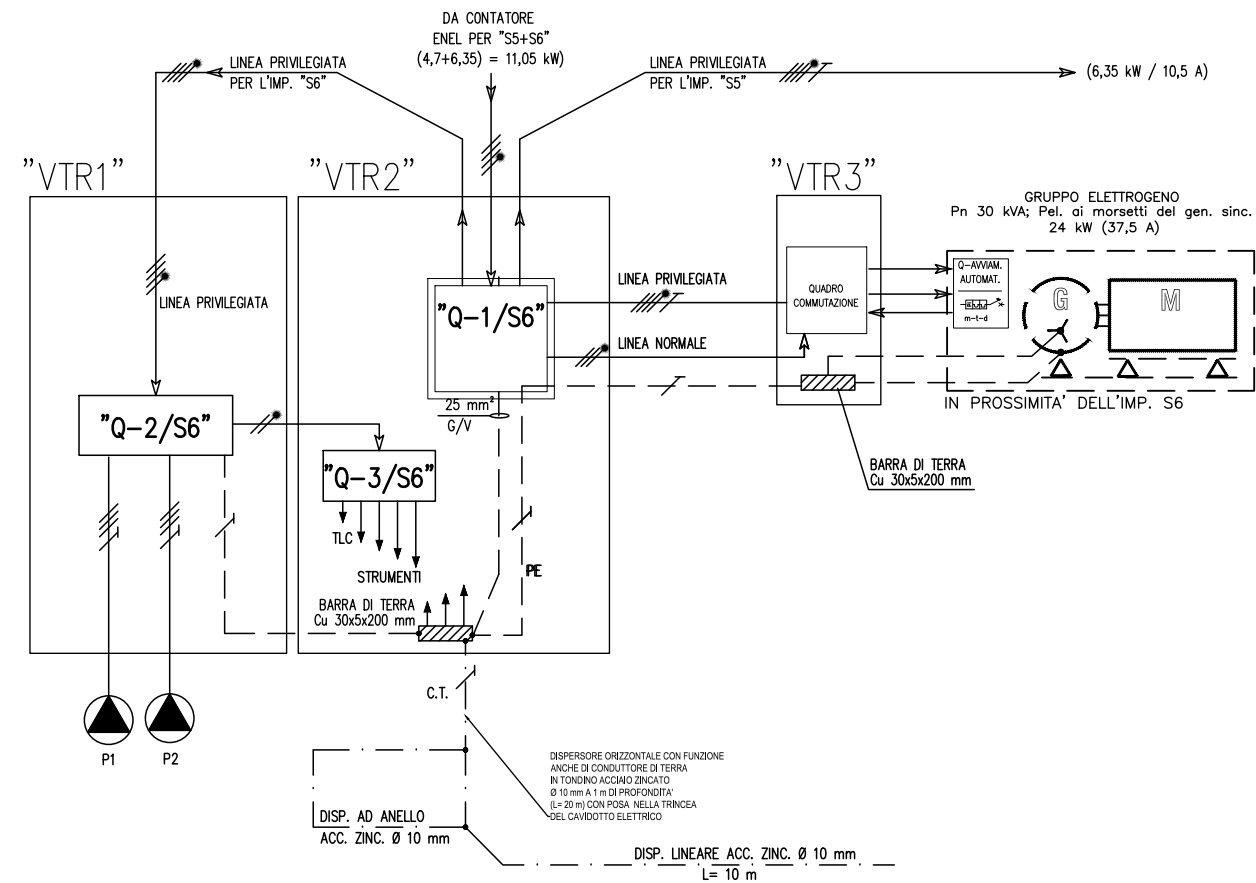 DA CONTATORE
ENEL PER "S5+S6"
(4,7+6,35) = 11,05 kW)
LINEA PRIVILEGIATA
PER L'IMP. "S6"
LINEA PRIVILEGIATA
PER L'IMP. "S5"
(6,35 kW / 10,5 A)
"VTR1"
"VTR2"
"VTR3"
GRUPPO ELETTROGENO
Pn 30 kVA; Pel. ai morsetti del gen. sinc.
24 kW (37,5 A)
LINEA PRIVILEGIATA
"Q-1/S6"
LINEA PRIVILEGIATA
LINEA NORMALE
QUADRO
COMMUTAZIONE
Q-AVVIAM.
AUTOMAT.
m-t-d
G
M
IN PROSSIMITA' DELL'IMP. S6
25 mm²
G/V
"Q-2/S6"
"Q-3/S6"
TLC
STRUMENTI
PE
BARRA DI TERRA
Cu 30x5x200 mm
BARRA DI TERRA
Cu 30x5x200 mm
C.T.
P1
P2
DISPERSORE ORIZZONTALE CON FUNZIONE
ANCHE DI CONDUTTORE DI TERRA
IN TONDINO ACCIAIO ZINCATO
Ø 10 mm A 1 m DI PROFONDITA'
(L= 20 m) CON POSA NELLA TRINCEA
DEL CAVIDOTTO ELETTRICO
DISP. AD ANELLO
ACC. ZINC. Ø 10 mm
DISP. LINEARE ACC. ZINC. Ø 10 mm
L= 10 m